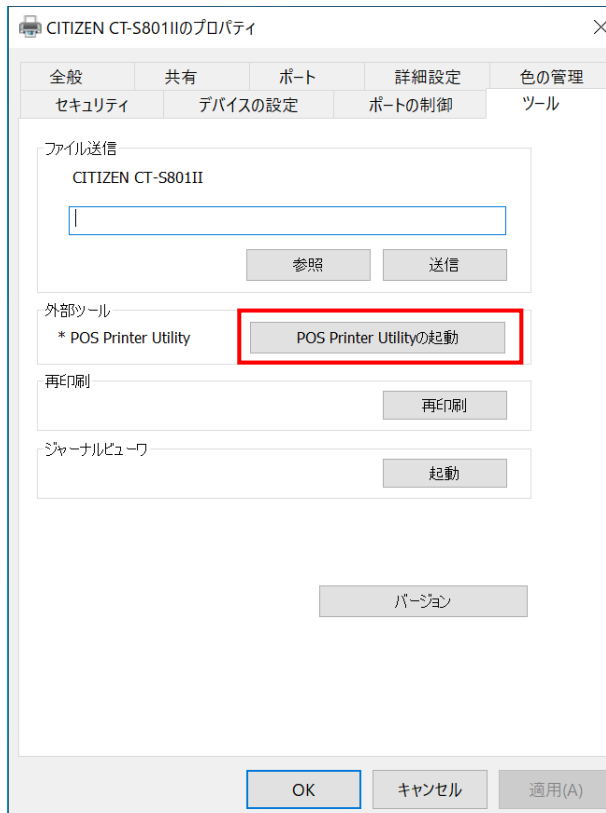 CITIZEN CT-S801IIのプロパティ
全般 共有 ポート 詳細設定 色の管理
セキュリティ デバイスの設定 ポートの制御 ツール
ファイル送信
CITIZEN CT-S801II
参照 送信
外部ツール
* POS Printer Utility POS Printer Utilityの起動
再印刷
再印刷
ジャーナルビューワ
起動
バージョン
OK キャンセル 適用(A)